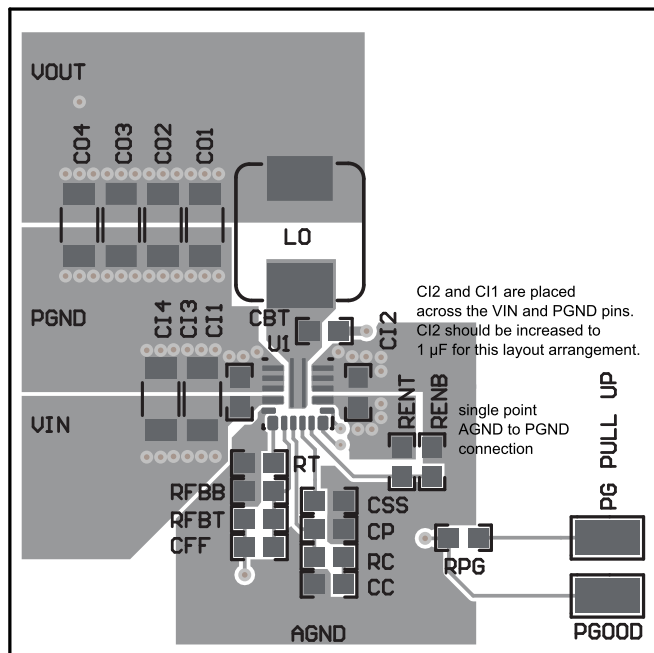 VOUT
CO4
CO3
CO2
CO1
LO
CI2 and CI1 are placed
across the VIN and PGND pins.
CI2 should be increased to
1 µF for this layout arrangement.
PGND
CI4
CI3
CI1
CBT
U1
CI2
VIN
RENT
RENB
single point
AGND to PGND
connection
PG PULL UP
RT
RFBB
RFBT
CFF
CSS
CP
RC
CC
RPG
PGOOD
AGND